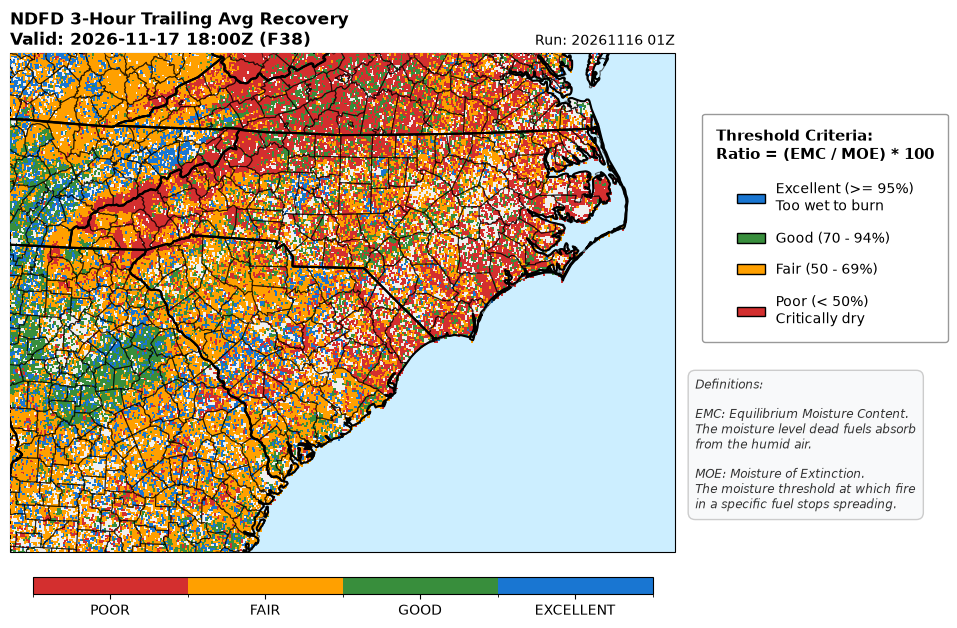 NDFD 3-Hour Trailing Avg Recovery
Valid: 2026-11-17 18:00Z (F38)
Run: 20261116 01Z
Threshold Criteria:
Ratio = (EMC / MOE) * 100
Excellent (>= 95%)
Too wet to burn
Good (70 - 94%)
Fair (50 - 69%)
Poor (< 50%)
Critically dry
Definitions:
EMC: Equilibrium Moisture Content.
The moisture level dead fuels absorb
from the humid air.
MOE: Moisture of Extinction.
The moisture threshold at which fire
in a specific fuel stops spreading.
POOR FAIR GOOD EXCELLENT